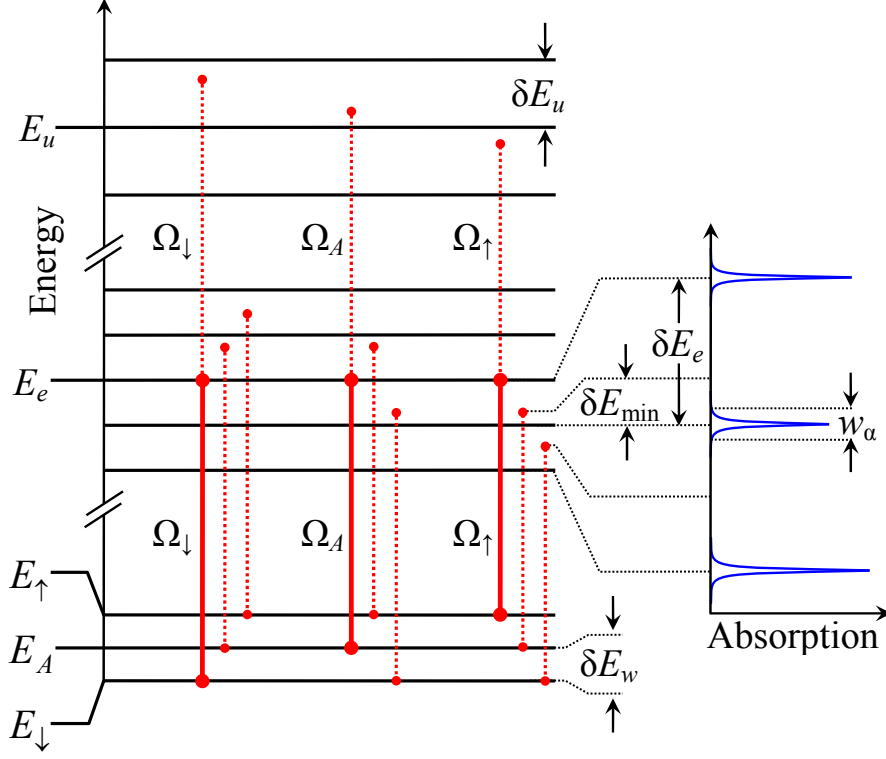 δE_u
E_u
Energy
Ω_↓
Ω_A
Ω_↑
δE_e
E_e
δE_min
w_α
Ω_↓
Ω_A
Ω_↑
E_↑
Absorption
E_A
δE_w
E_↓